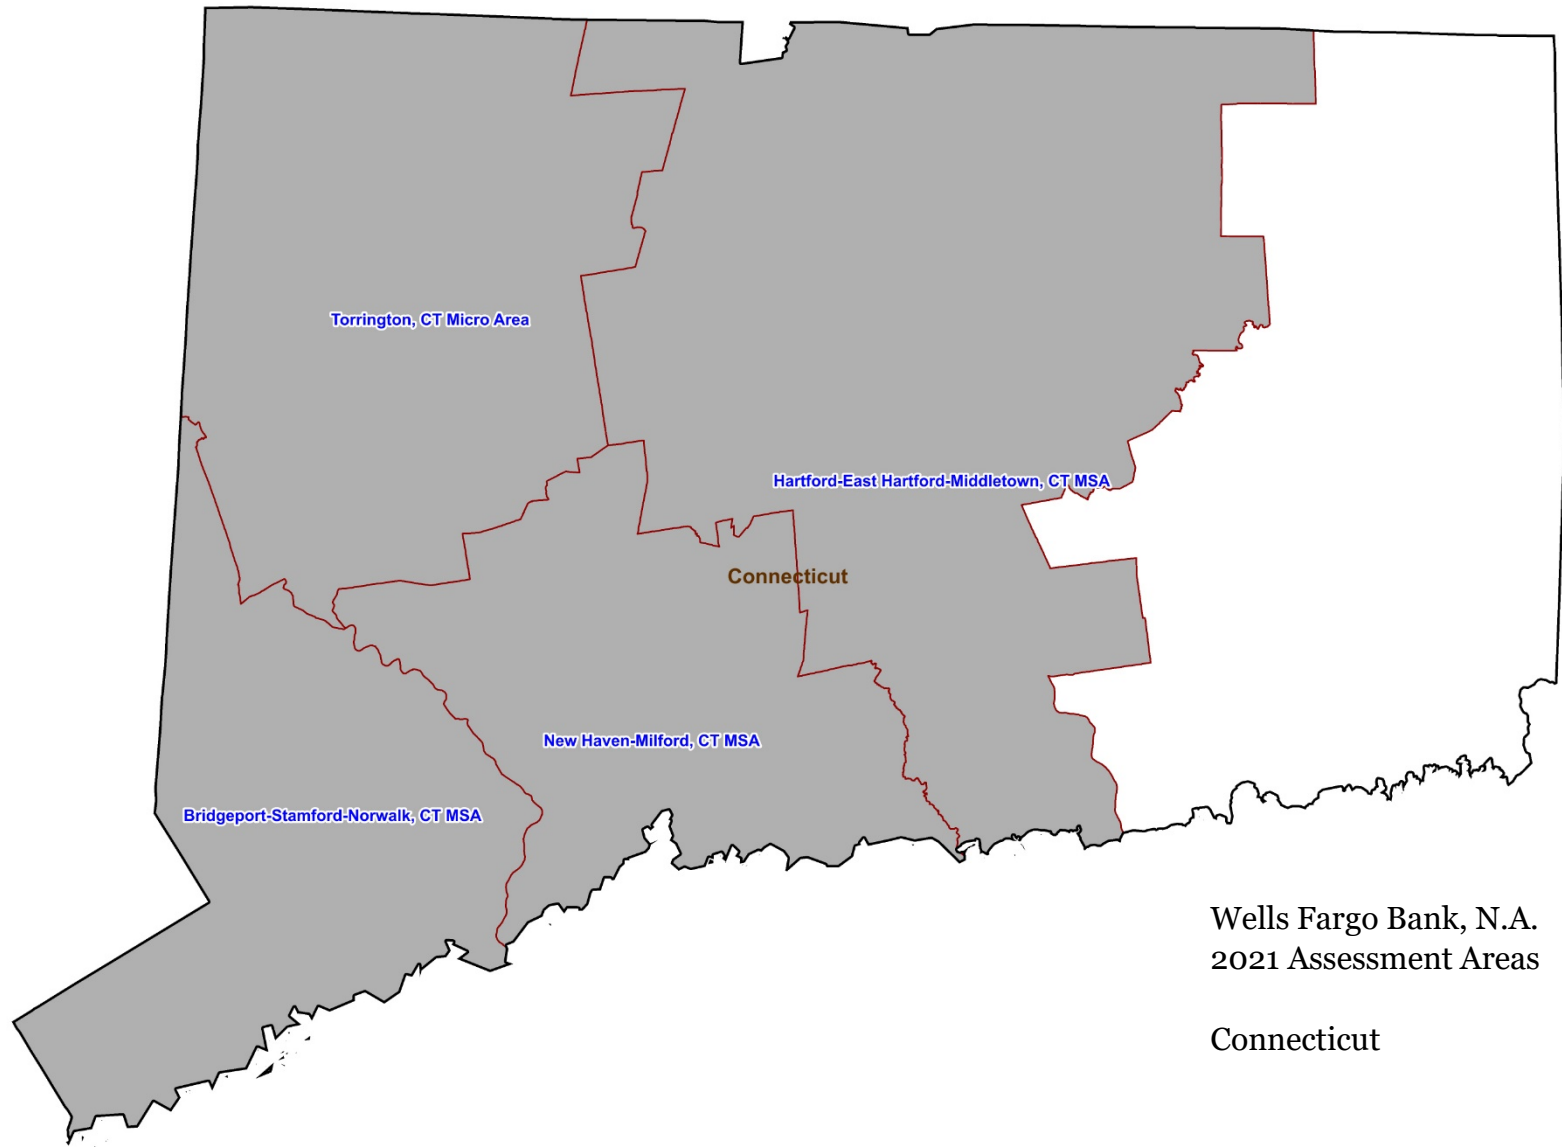 Torrington, CT Micro Area
Hartford-East Hartford-Middletown, CT MSA
Connecticut
New Haven-Milford, CT MSA
Bridgeport-Stamford-Norwalk, CT MSA
Wells Fargo Bank, N.A.
2021 Assessment Areas
Connecticut